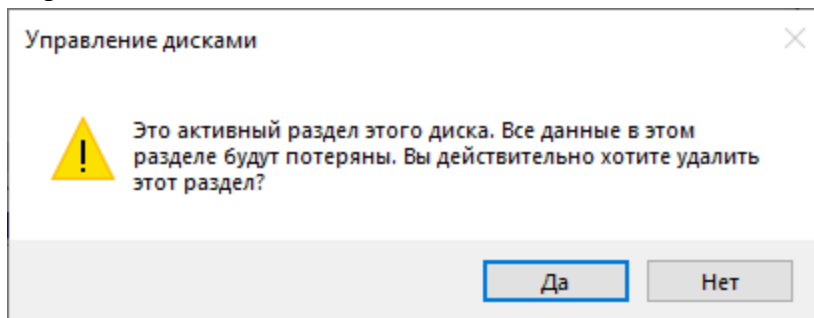 Управление дисками
Это активный раздел этого диска. Все данные в этом
разделе будут потеряны. Вы действительно хотите удалить
этот раздел?
Да
Нет